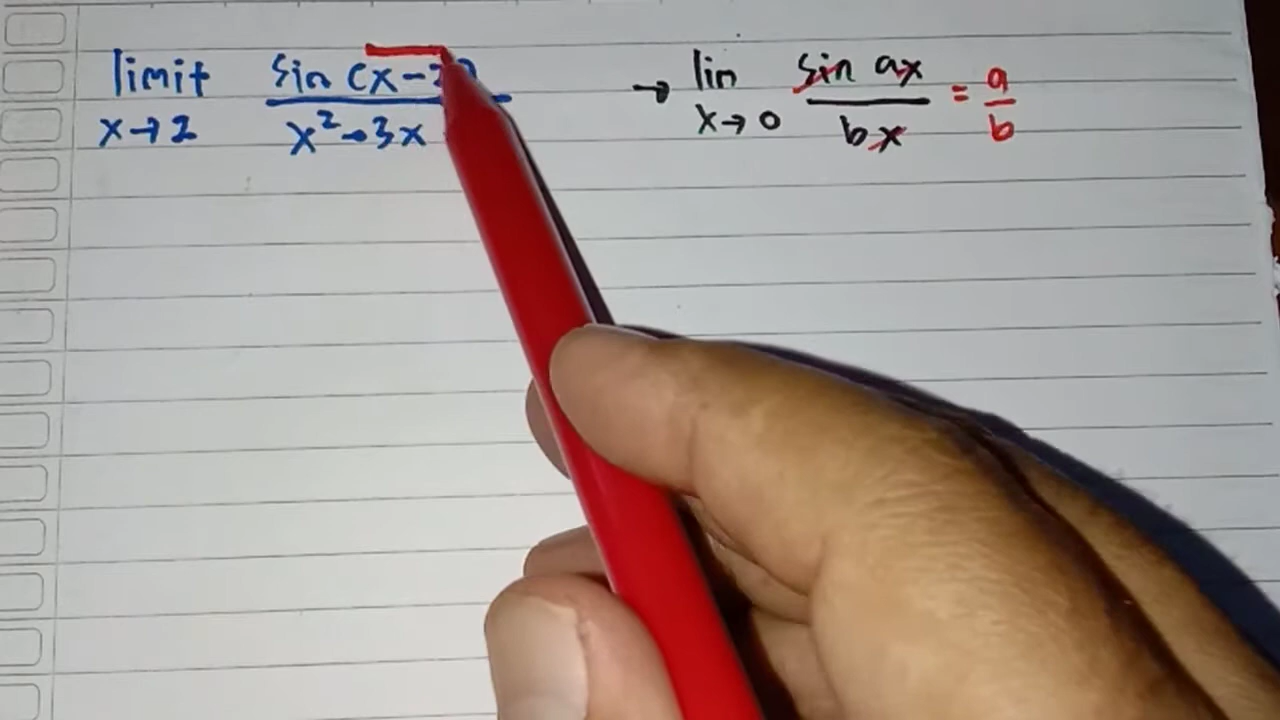 limit sin (x- → lim sin ax = a
x→2 x²-3x x→0 bx b